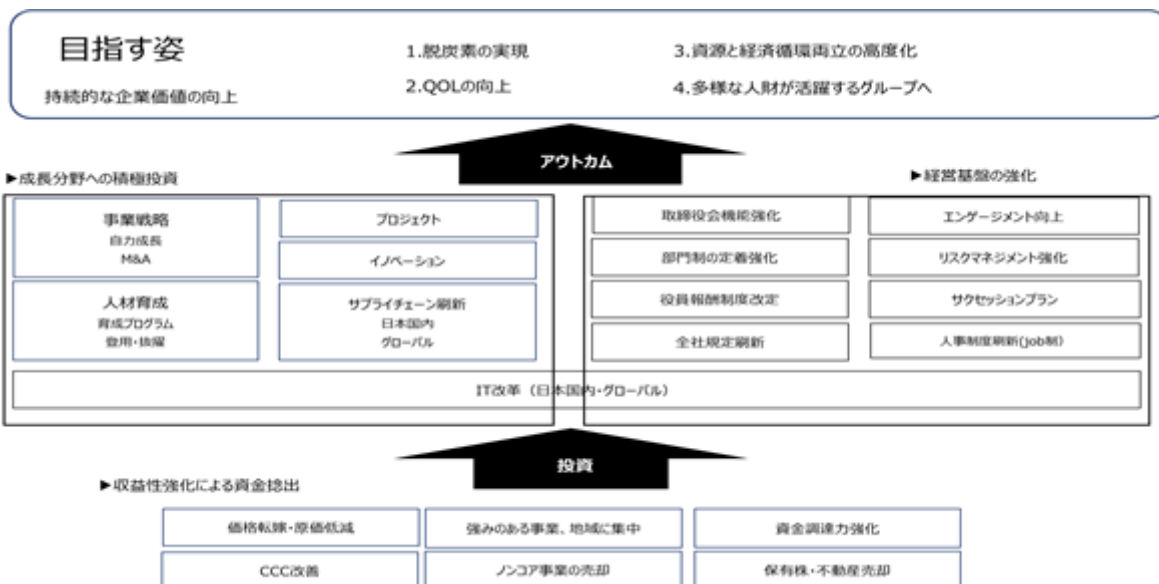 目指す姿
持続的な企業価値の向上
1.脱炭素の実現
2.QOLの向上
3.資源と経済循環両立の高度化
4.多様な人財が活躍するグループへ
アウトカム
▶成長分野への積極投資
▶経営基盤の強化
事業戦略
自力成長
M&A
プロジェクト
イノベーション
人材育成
育成プログラム
登用・抜擢
サプライチェーン刷新
日本国内
グローバル
取締役会機能強化
エンゲージメント向上
部門制の定着強化
リスクマネジメント強化
役員報酬制度改定
サクセッションプラン
全社規定刷新
人事制度刷新(job制)
IT改革（日本国内・グローバル）
投資
▶収益性強化による資金捻出
価格転嫁・原価低減
強みのある事業、地域に集中
資金調達力強化
CCC改善
ノンコア事業の売却
保有株・不動産売却